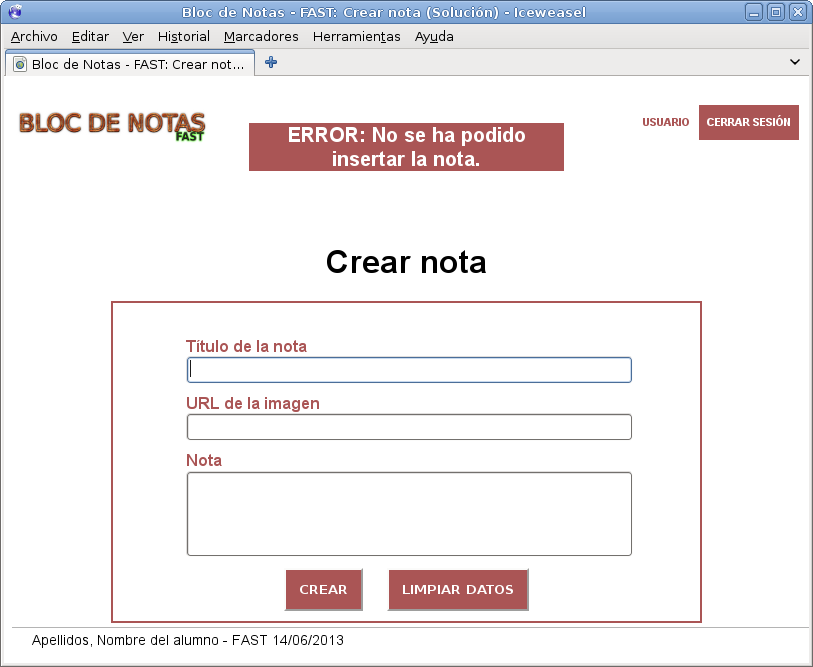 Bloc de Notas - FAST: Crear nota (Solución) - Iceweasel
Archivo Editar Ver Historial Marcadores Herramientas Ayuda
Bloc de Notas - FAST: Crear not...
BLOC DE NOTAS
FAST
ERROR: No se ha podido
insertar la nota.
USUARIO
CERRAR SESIÓN
Crear nota
Título de la nota
URL de la imagen
Nota
CREAR
LIMPIAR DATOS
Apellidos, Nombre del alumno - FAST 14/06/2013